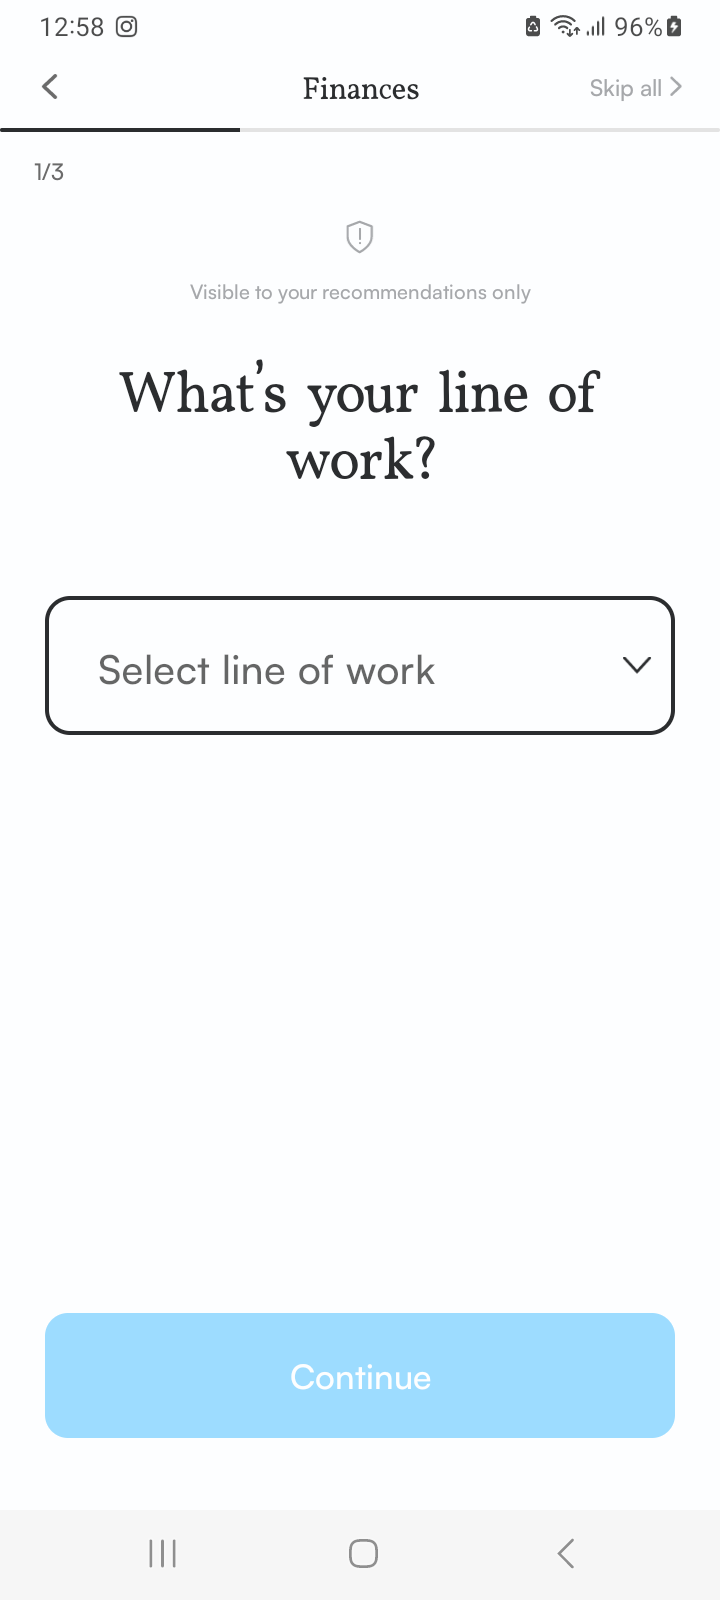 12:58 96%
Finances Skip all
1/3
Visible to your recommendations only
What's your line of
work?
Select line of work
Continue